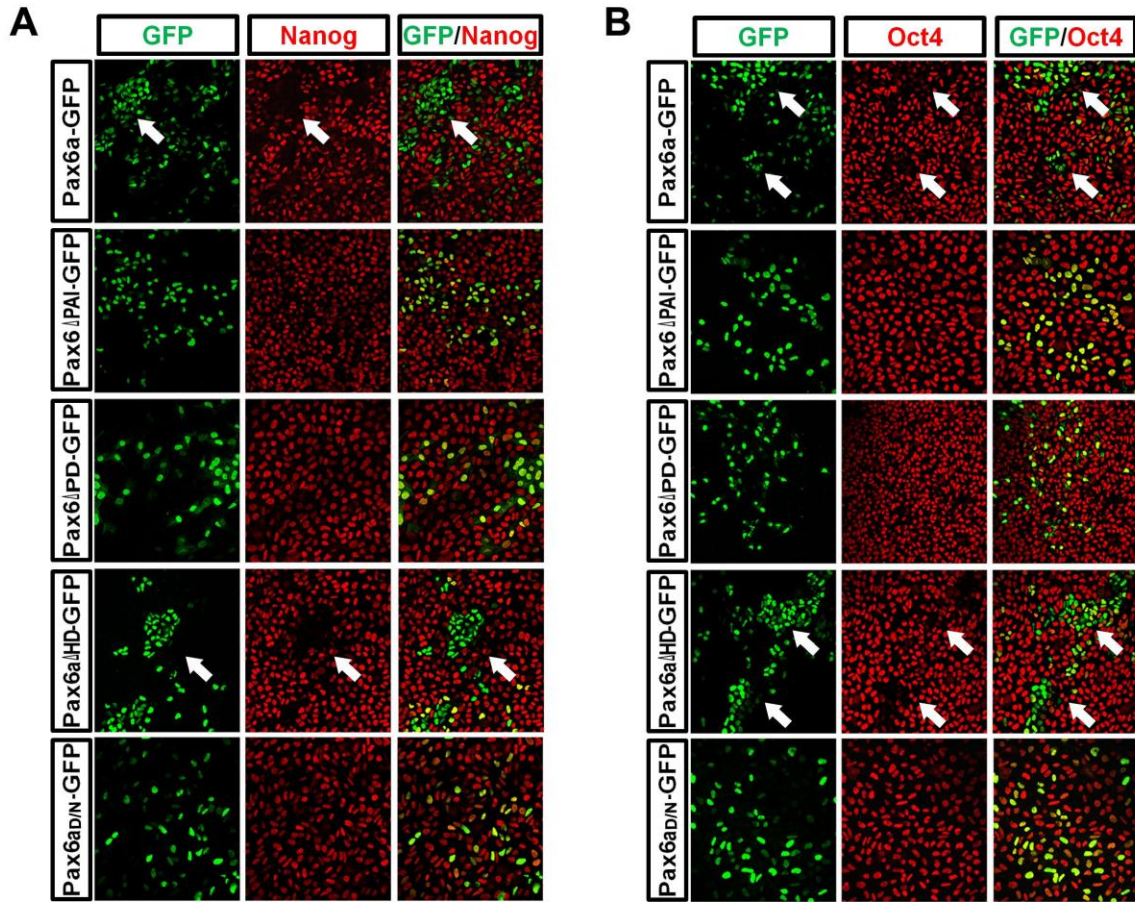 A
GFP
Nanog
GFP/Nanog
Pax6a-GFP
Pax6ΔPAI-GFP
Pax6ΔPD-GFP
Pax6aΔHD-GFP
Pax6aD/N-GFP
B
GFP
Oct4
GFP/Oct4
Pax6a-GFP
Pax6ΔPAI-GFP
Pax6ΔPD-GFP
Pax6aΔHD-GFP
Pax6aD/N-GFP